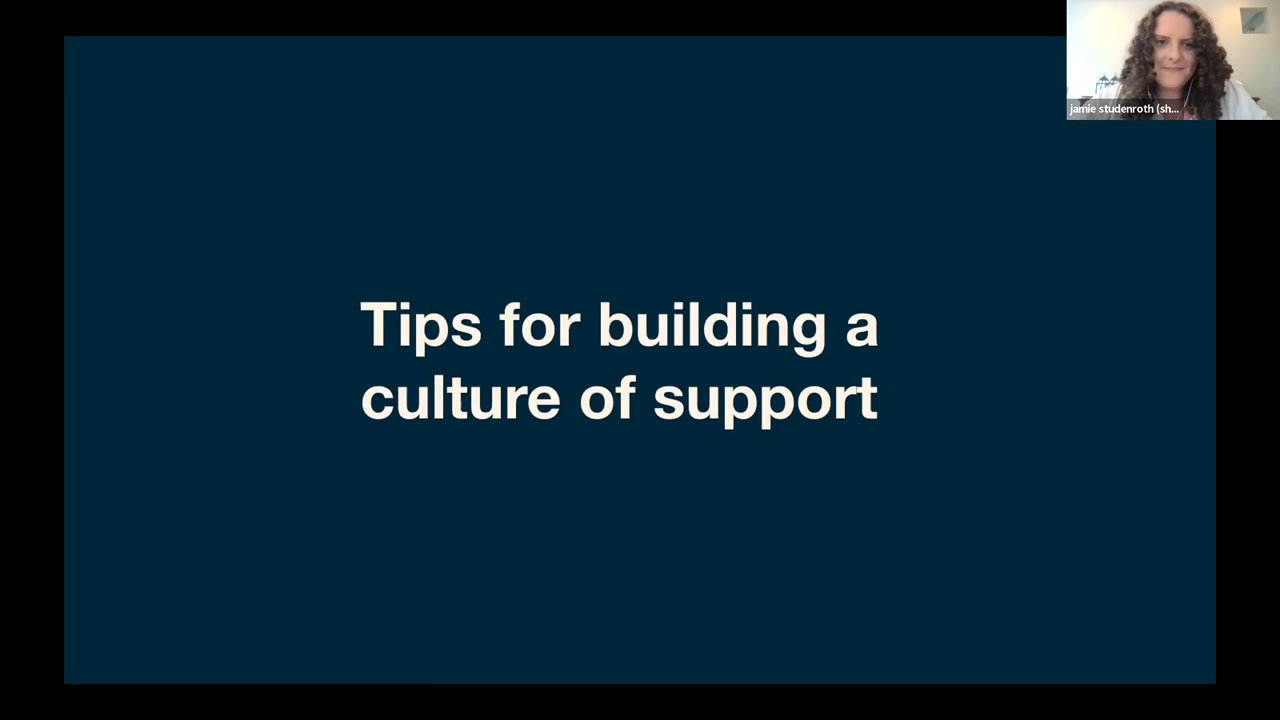 Tips for building a
culture of support
jamie studenroth (sh...